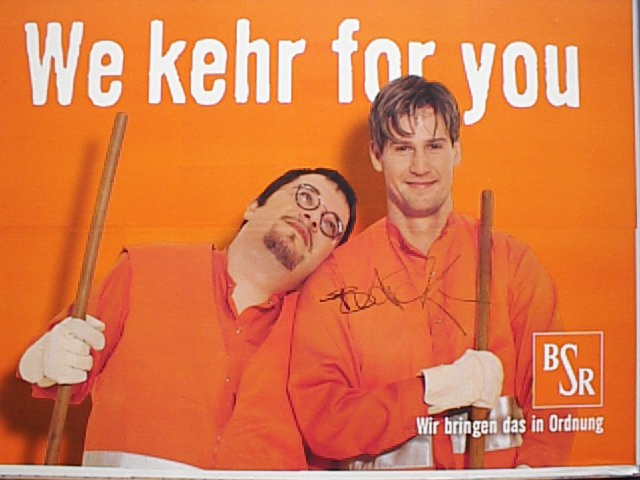 We kehr for you
BSR
Wir bringen das in Ordnung